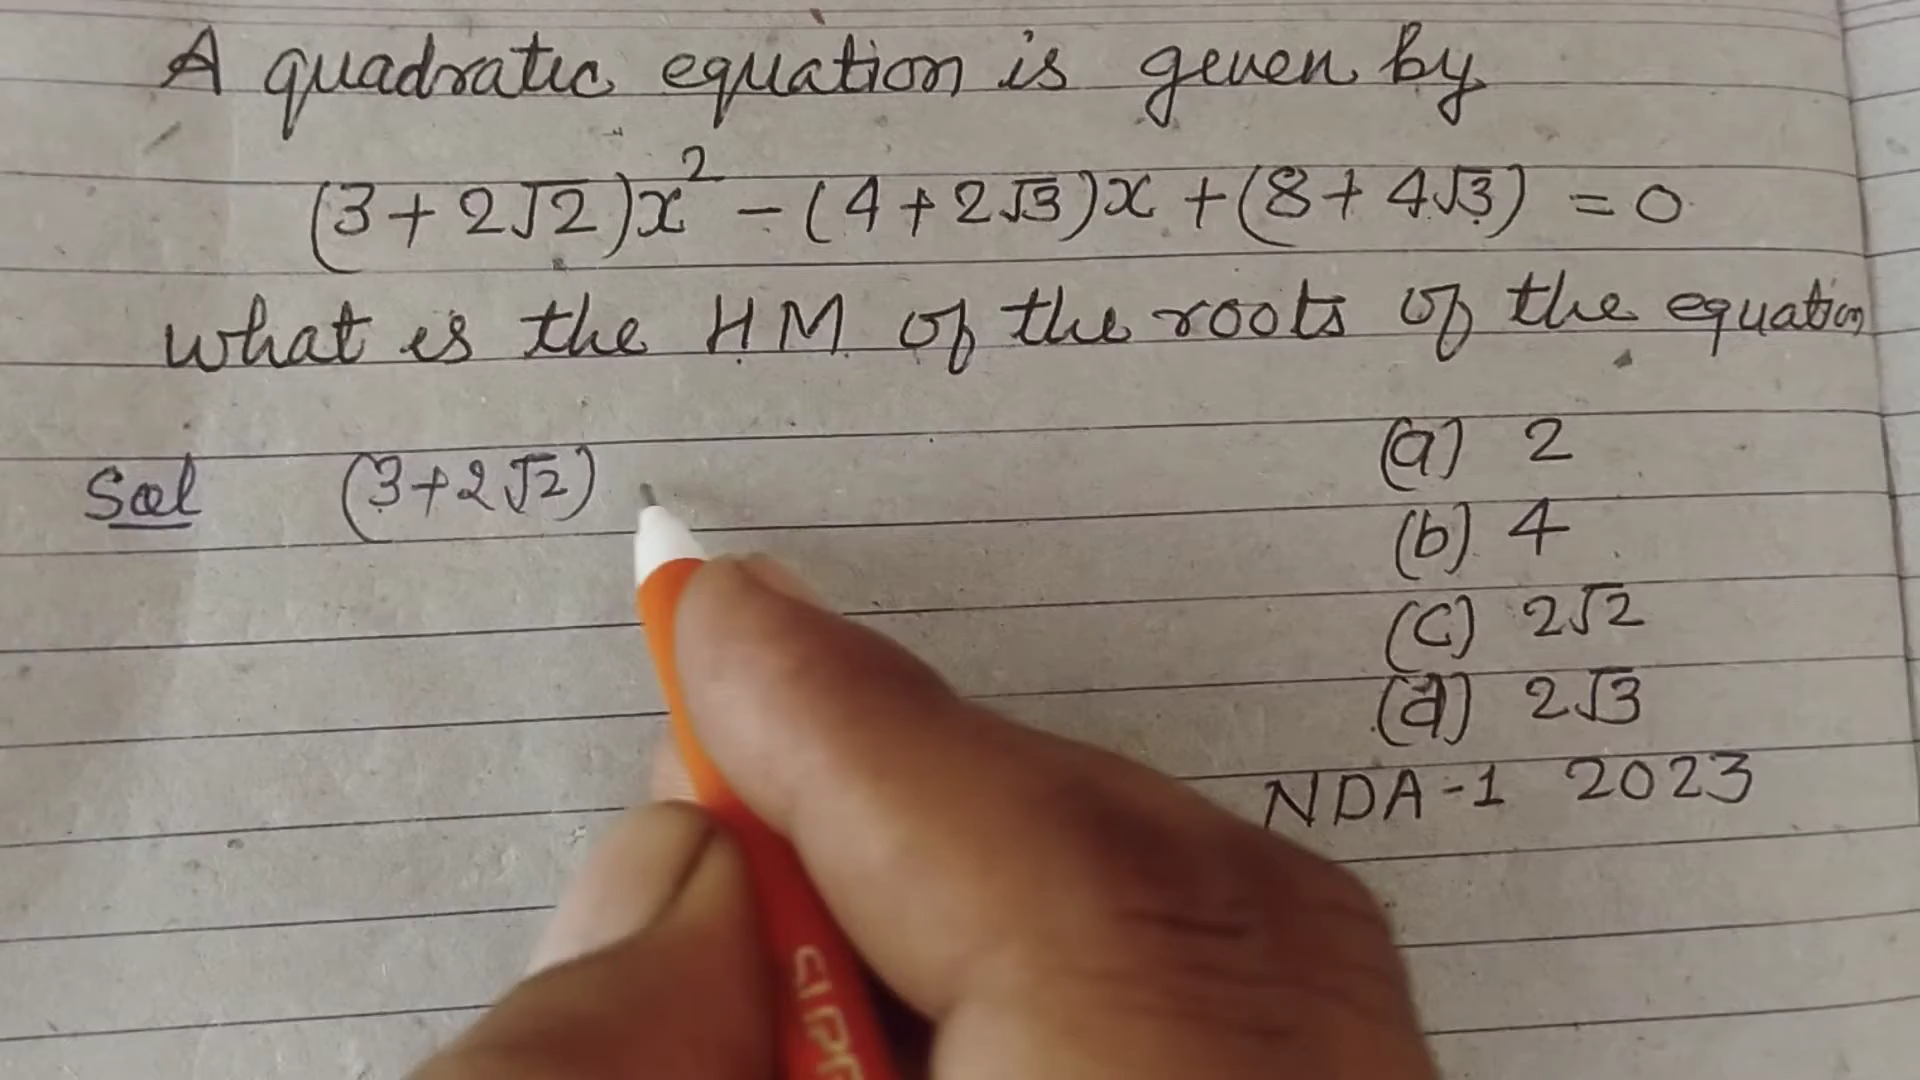 A quadratic equation is geven by
(3+2√2)x² - (4+2√3)x + (8+4√3) = 0
what is the HM of the roots of the equation
(a) 2
Sol (3+2√2)
(b) 4
(c) 2√2
(d) 2√3
NDA-1 2023